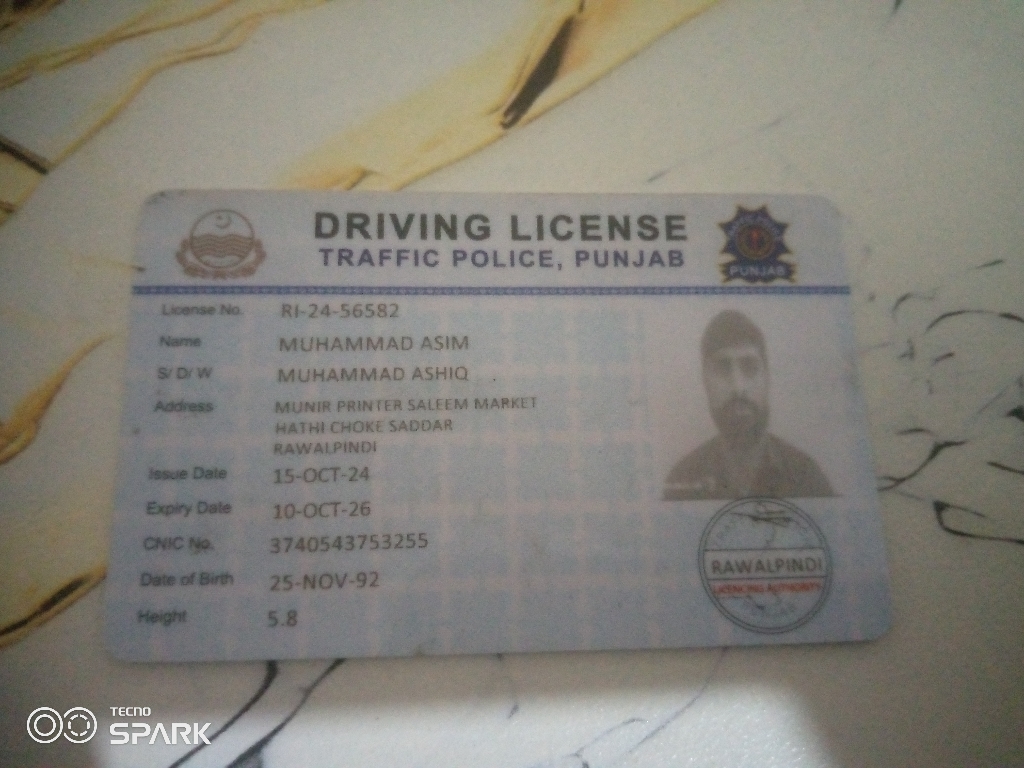 DRIVING LICENSE
TRAFFIC POLICE, PUNJAB
PUNJAB
License No. RI-24-56582
Name MUHAMMAD ASIM
S/ D/ W MUHAMMAD ASHIQ
Address MUNIR PRINTER SALEEM MARKET
HATHI CHOKE SADDAR
RAWALPINDI
Issue Date 15-OCT-24
Expiry Date 10-OCT-26
CNIC No. 3740543753255
Date of Birth 25-NOV-92
Height 5.8
RAWALPINDI
LICENCING AUTHORITY
TECNO
SPARK